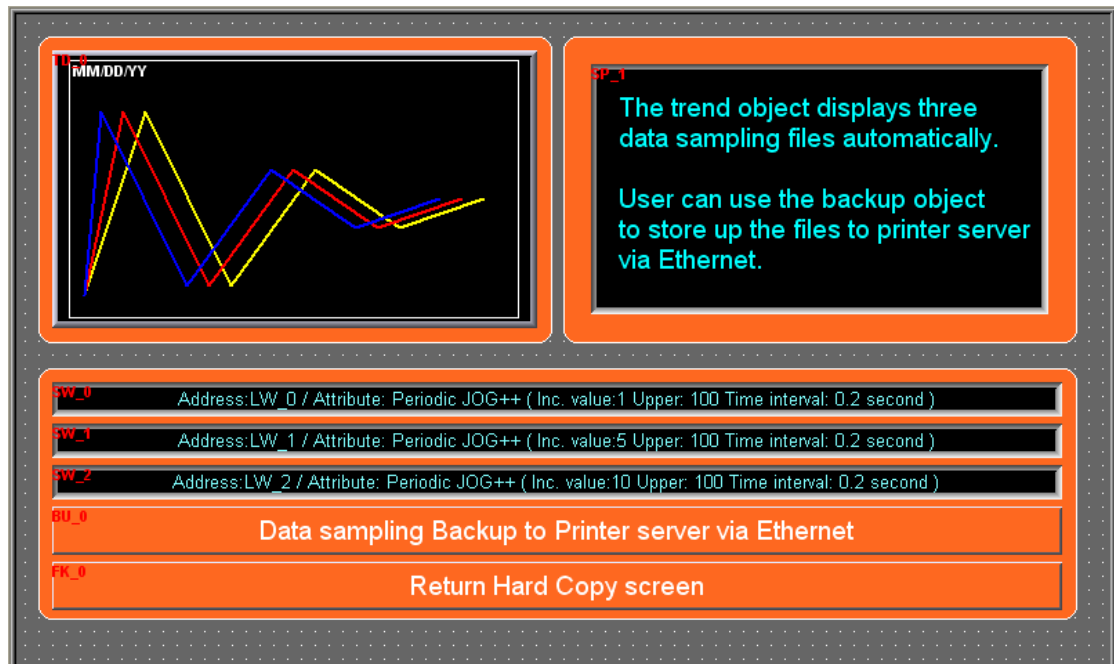 TD_0
MM/DD/YY
SP_1
The trend object displays three
data sampling files automatically.
User can use the backup object
to store up the files to printer server
via Ethernet.
SW_0
Address:LW_0 / Attribute: Periodic JOG++ ( Inc. value:1 Upper: 100 Time interval: 0.2 second )
SW_1
Address:LW_1 / Attribute: Periodic JOG++ ( Inc. value:5 Upper: 100 Time interval: 0.2 second )
SW_2
Address:LW_2 / Attribute: Periodic JOG++ ( Inc. value:10 Upper: 100 Time interval: 0.2 second )
BU_0
Data sampling Backup to Printer server via Ethernet
FK_0
Return Hard Copy screen